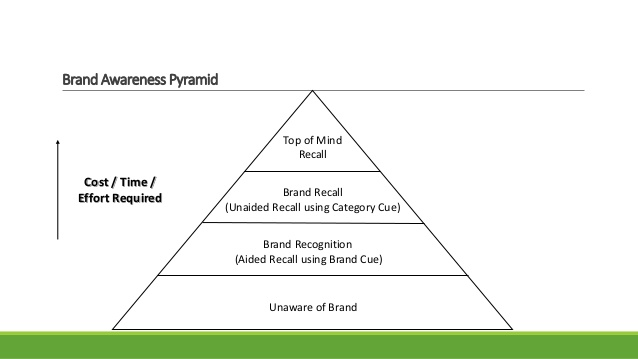 Brand Awareness Pyramid
Top of Mind
Recall
Cost / Time /
Effort Required
Brand Recall
(Unaided Recall using Category Cue)
Brand Recognition
(Aided Recall using Brand Cue)
Unaware of Brand